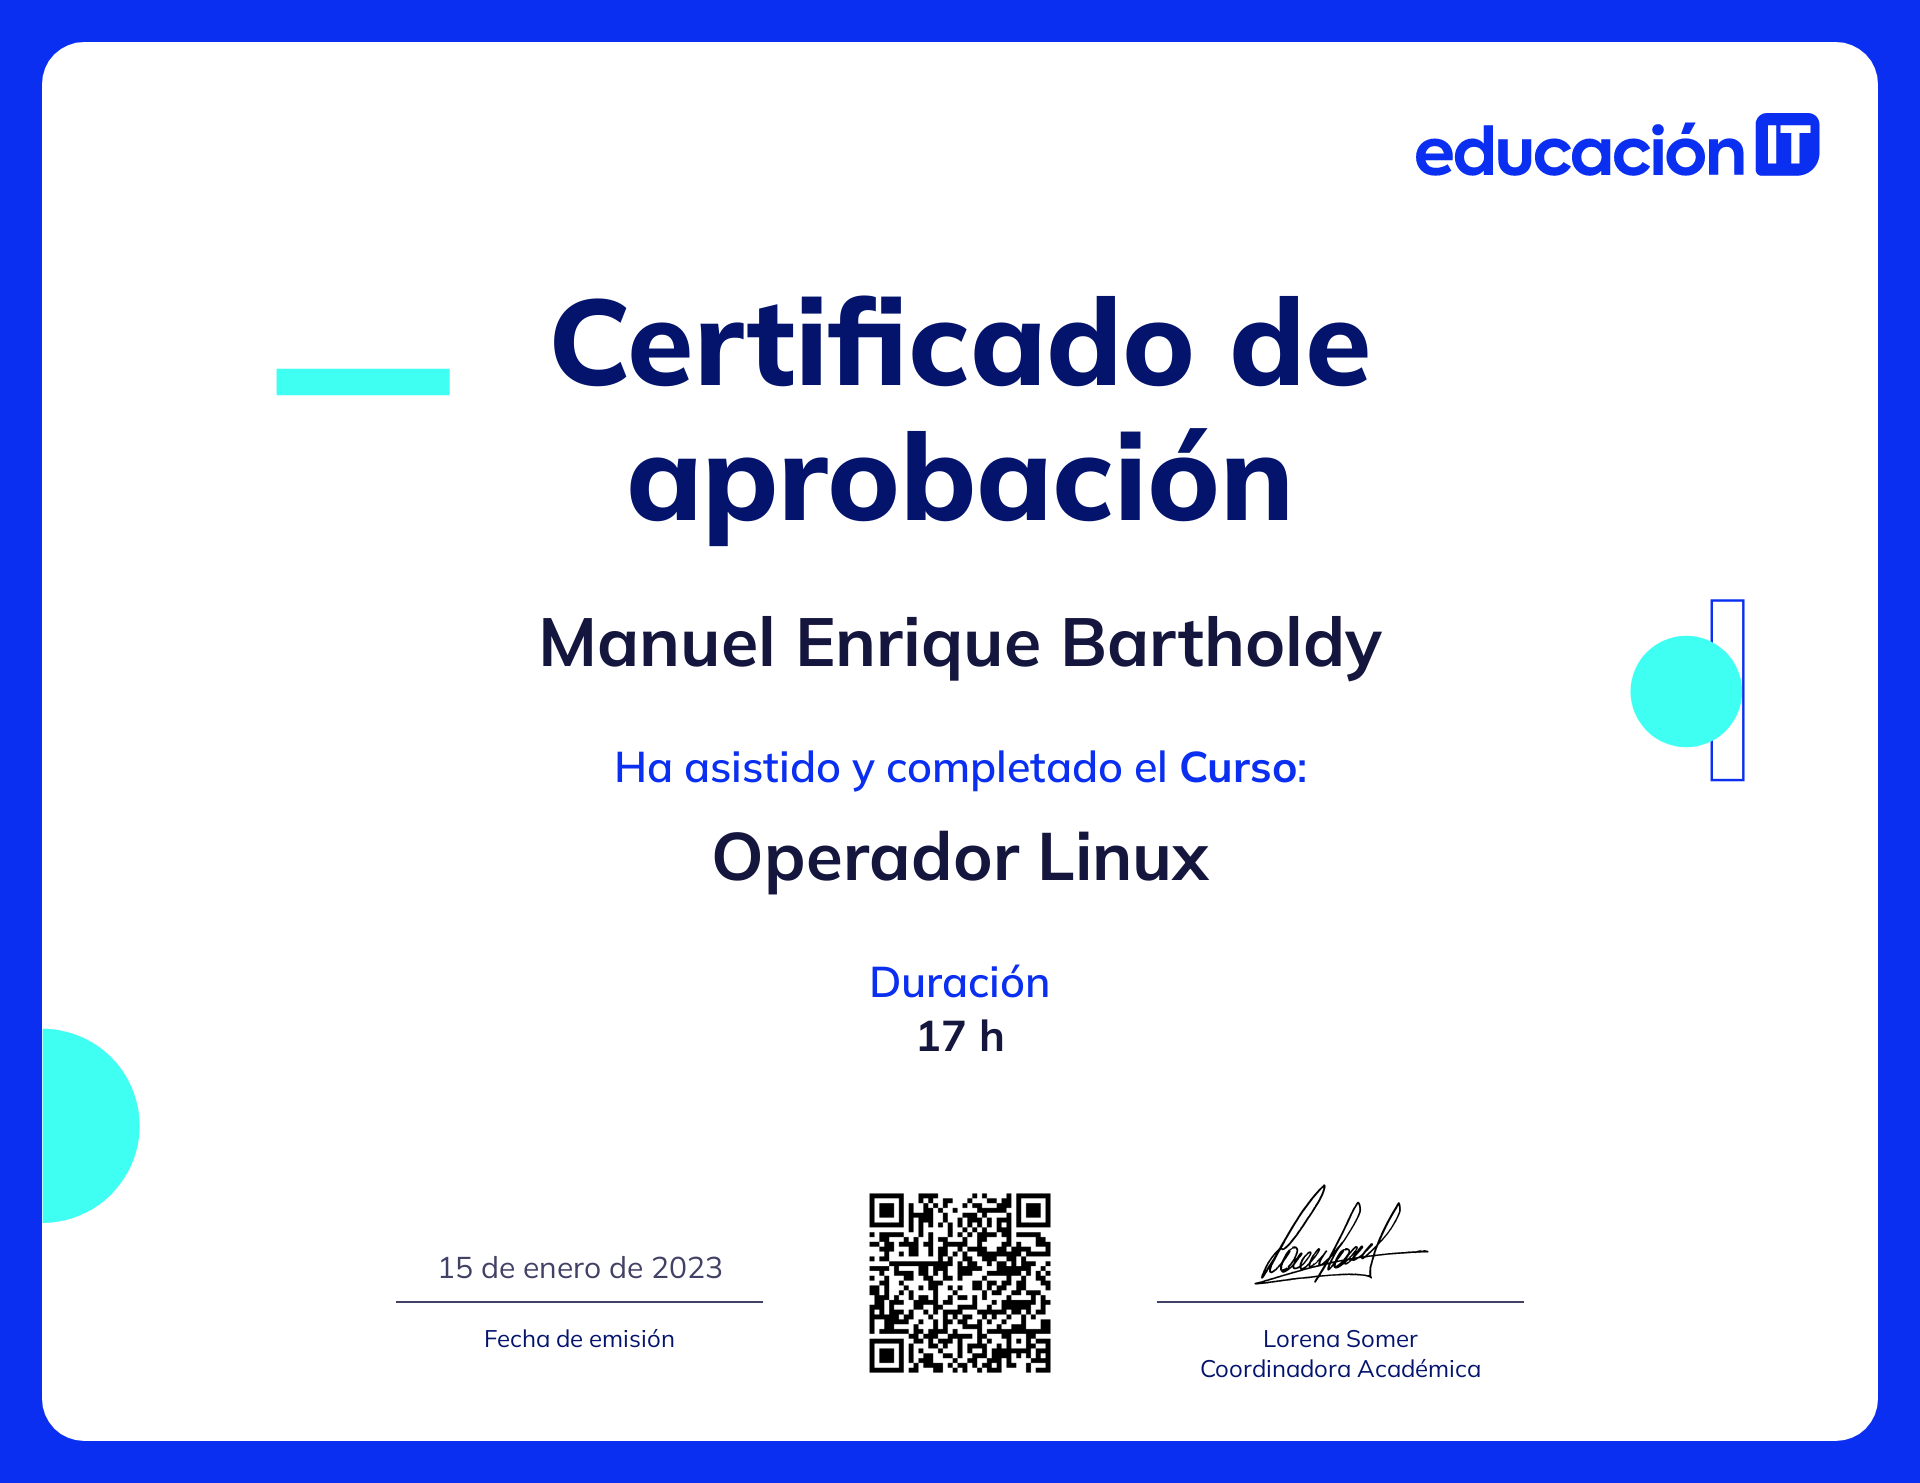 educación IT
Certificado de
aprobación
Manuel Enrique Bartholdy
Ha asistido y completado el Curso:
Operador Linux
Duración
17 h
15 de enero de 2023
Fecha de emisión
Lorena Somer
Coordinadora Académica